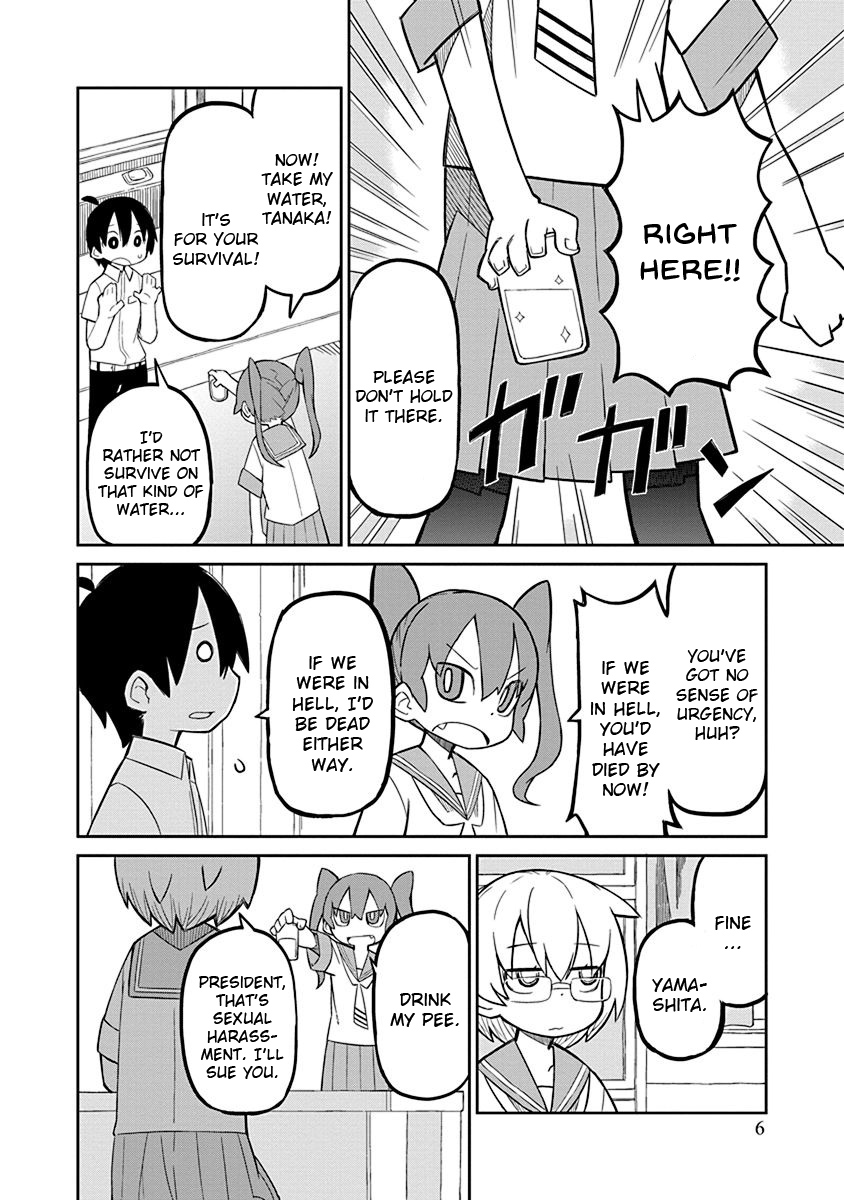 RIGHT
HERE!!
ガガン
PLEASE
DON'T HOLD
IT THERE.
NOW!
TAKE MY
WATER,
TANAKA!
IT'S
FOR YOUR
SURVIVAL!
I'D
RATHER NOT
SURVIVE ON
THAT KIND OF
WATER...
YOU'VE
GOT NO
SENSE OF
URGENCY,
HUH?
IF WE
WERE
IN HELL,
YOU'D
HAVE
DIED BY
NOW!
IF WE
WERE IN
HELL, I'D
BE DEAD
EITHER
WAY.
FINE
...
YAMA-
SHITA.
DRINK
MY PEE.
PRESIDENT,
THAT'S
SEXUAL
HARASS-
MENT. I'LL
SUE YOU.
6